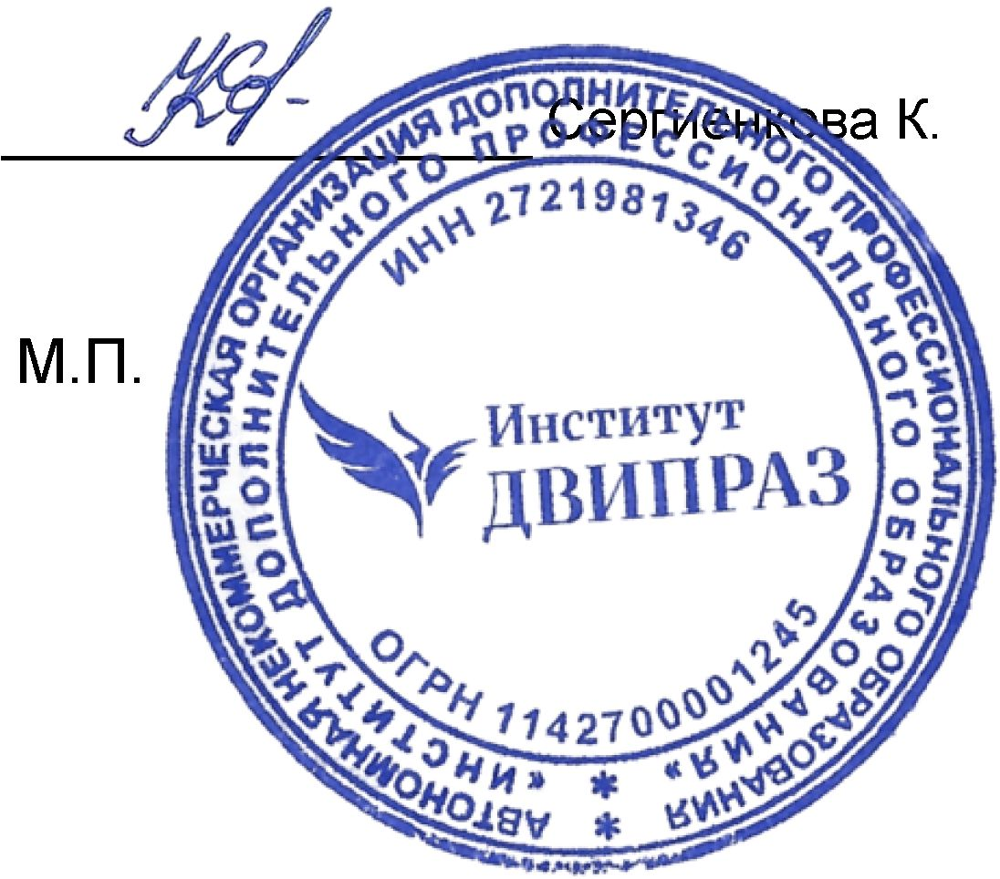 Сергиенкова К.
М.П.
АВТОНОМНАЯ НЕКОММЕРЧЕСКАЯ ОРГАНИЗАЦИЯ ДОПОЛНИТЕЛЬНОГО ПРОФЕССИОНАЛЬНОГО ОБРАЗОВАНИЯ *
«ИНСТИТУТ ДОПОЛНИТЕЛЬНОГО ПРОФЕССИОНАЛЬНОГО ОБРАЗОВАНИЯ» *
ИНН 2721981346
Институт
ДВИПРАЗ
ОГРН 1142700001245